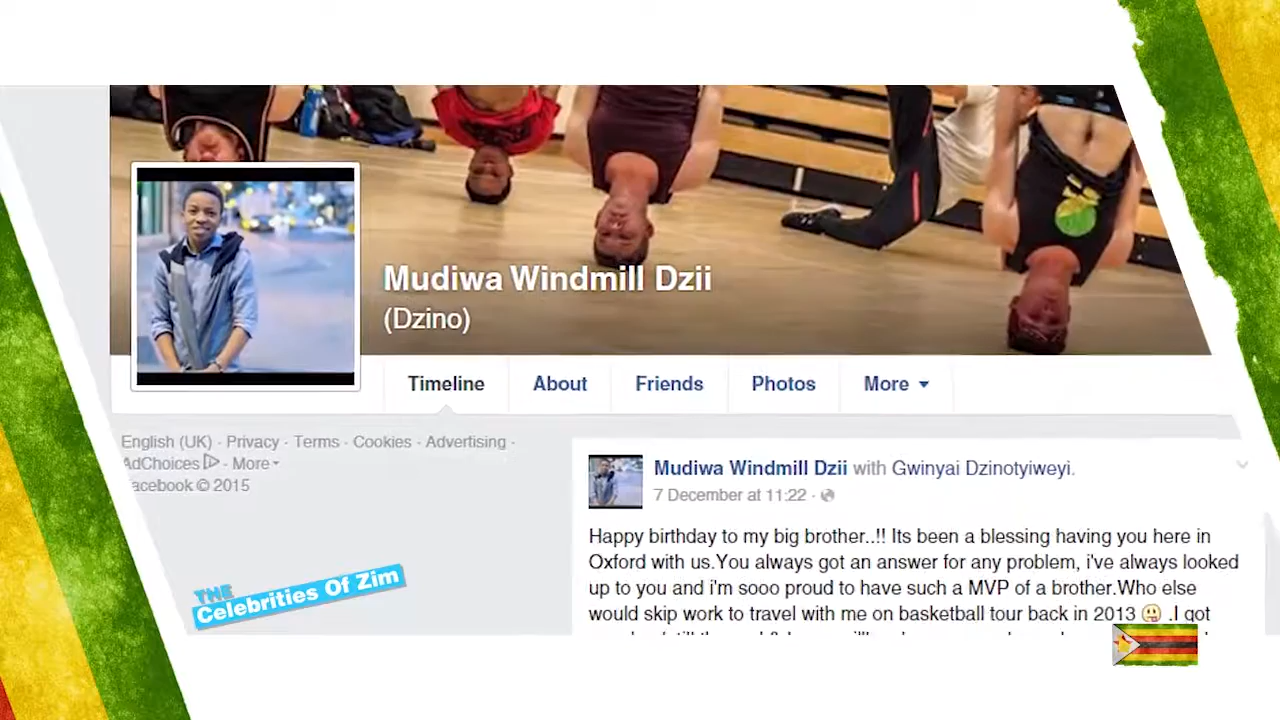 Mudiwa Windmill Dzii
(Dzino)
Timeline About Friends Photos More
English (UK) · Privacy · Terms · Cookies · Advertising ·
AdChoices · More
acebook © 2015
Mudiwa Windmill Dzii with Gwinyai Dzinotyiweyi.
7 December at 11:22 ·
Happy birthday to my big brother..!! Its been a blessing having you here in
Oxford with us.You always got an answer for any problem, i've always looked
up to you and i'm sooo proud to have such a MVP of a brother.Who else
would skip work to travel with me on basketball tour back in 2013 .I got
THE
Celebrities Of Zim